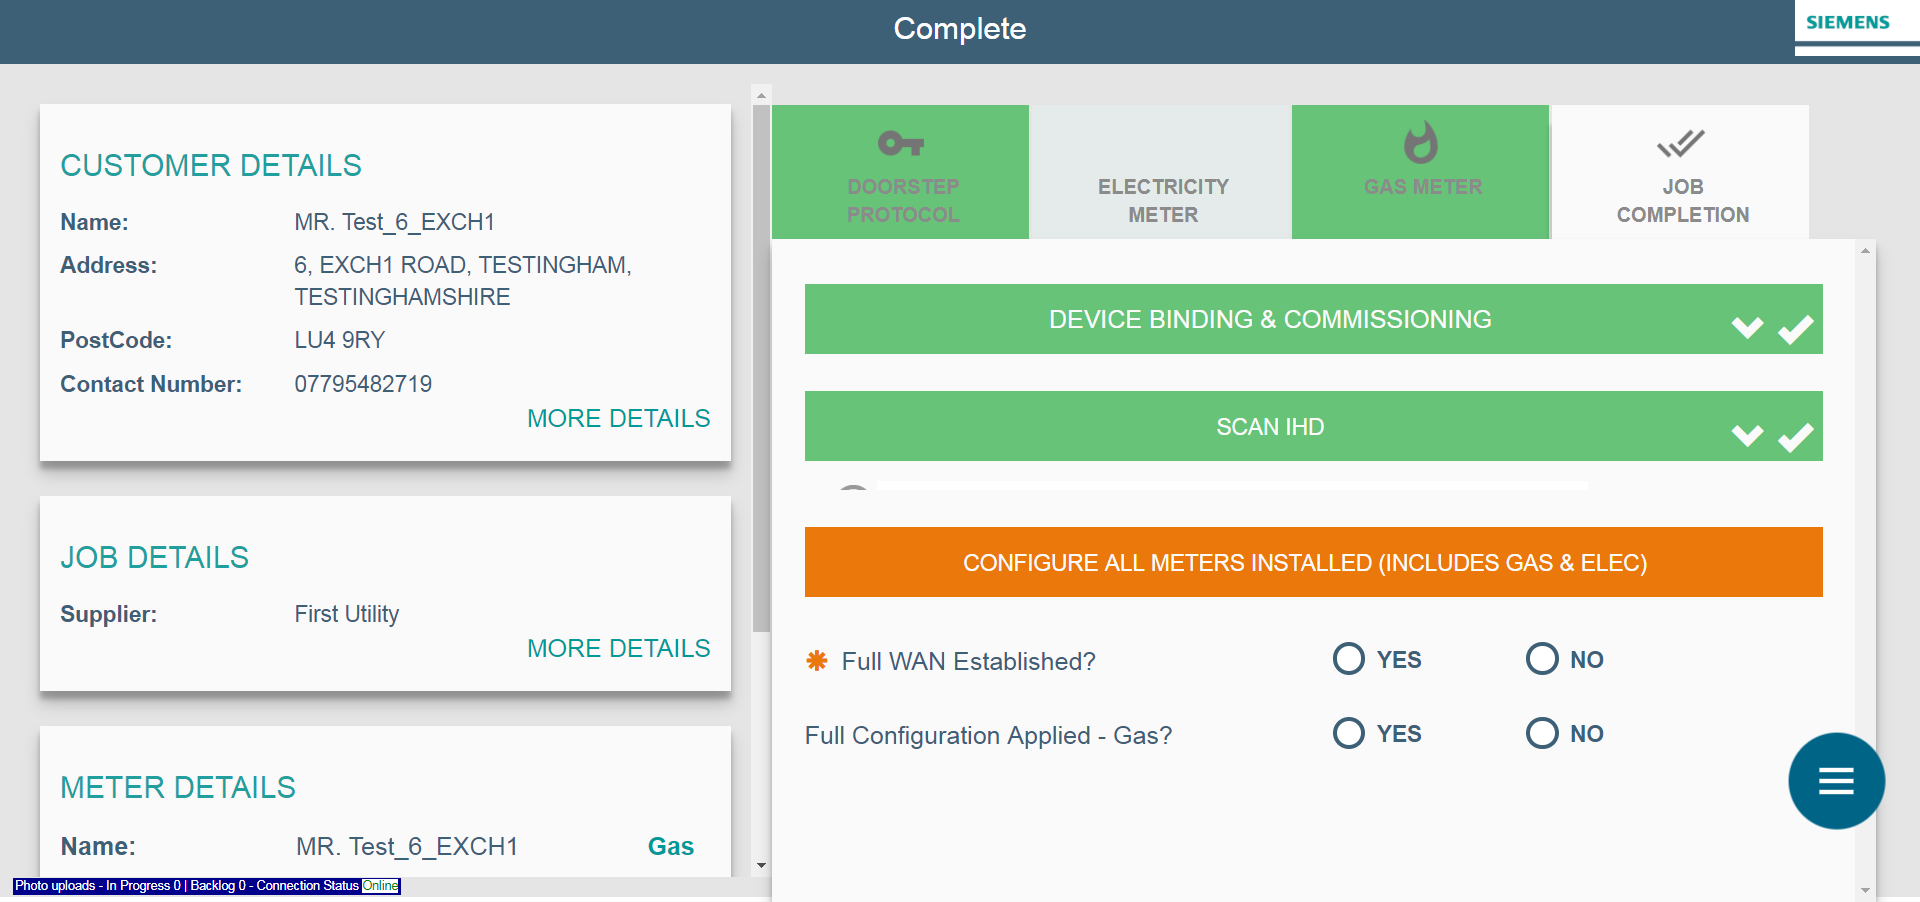 Complete
SIEMENS
CUSTOMER DETAILS
Name: MR. Test_6_EXCH1
Address: 6, EXCH1 ROAD, TESTINGHAM,
TESTINGHAMSHIRE
PostCode: LU4 9RY
Contact Number: 07795482719
MORE DETAILS
JOB DETAILS
Supplier: First Utility
MORE DETAILS
METER DETAILS
Name: MR. Test_6_EXCH1 Gas
Photo uploads - In Progress 0 | Backlog 0 - Connection Status Online
DOORSTEP
PROTOCOL
ELECTRICITY
METER
GAS METER
JOB
COMPLETION
DEVICE BINDING & COMMISSIONING
SCAN IHD
CONFIGURE ALL METERS INSTALLED (INCLUDES GAS & ELEC)
✱ Full WAN Established? YES NO
Full Configuration Applied - Gas? YES NO